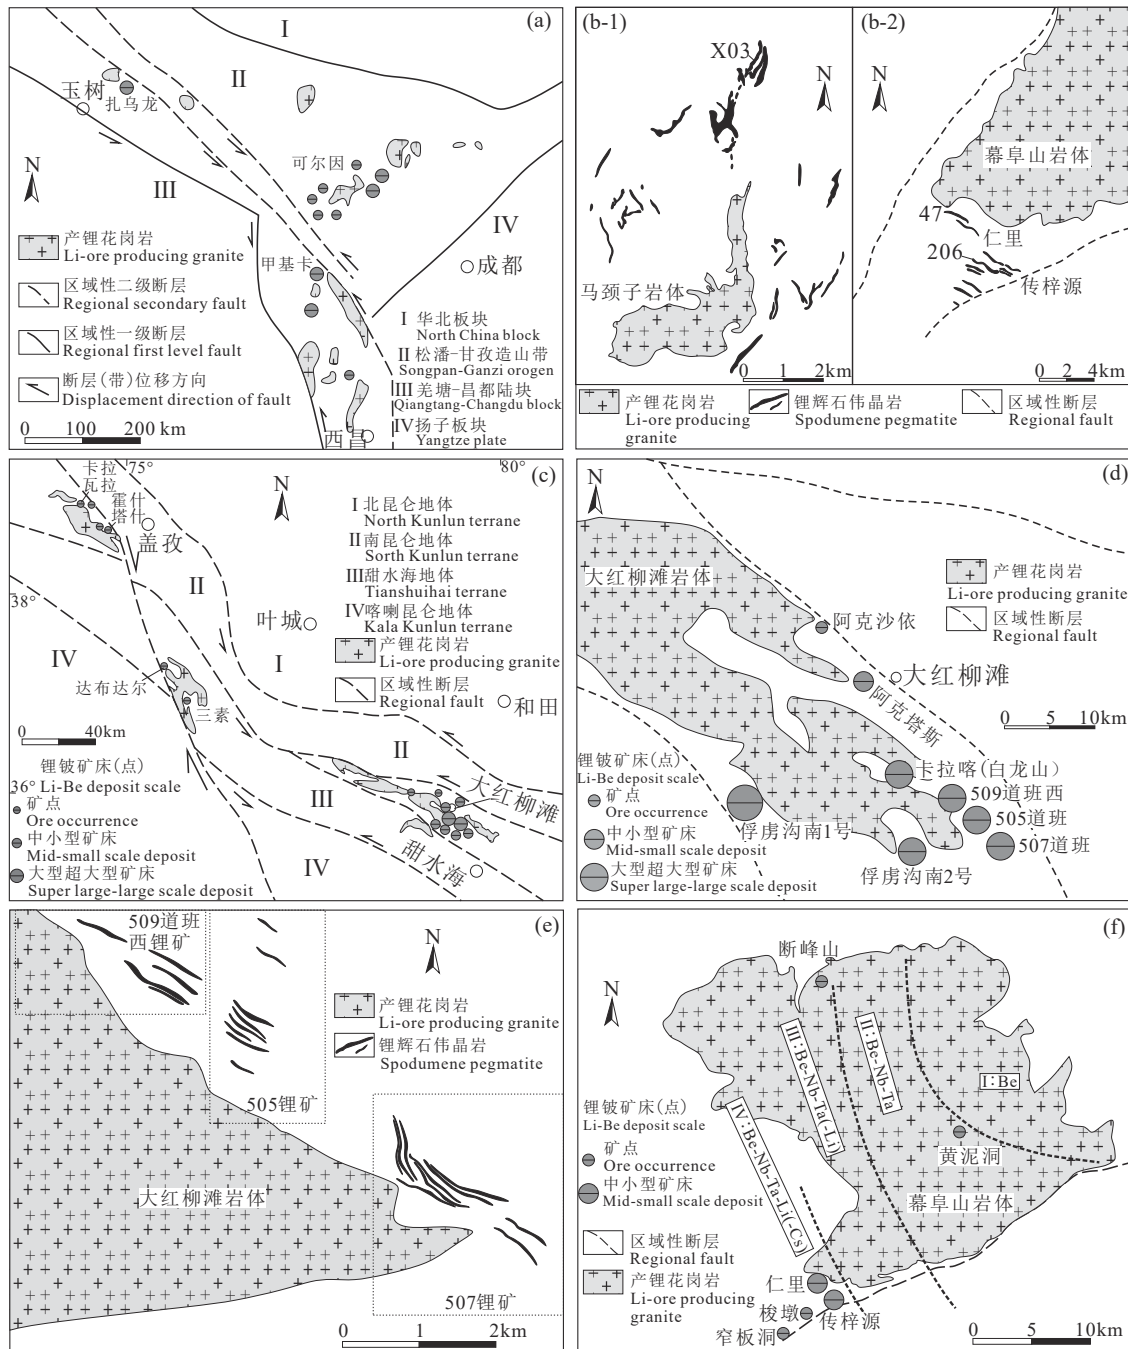 (a)
I
II
玉树
扎乌龙
N
III
可尔因
IV
产锂花岗岩
Li-ore producing granite
甲基卡
成都
区域性二级断层
Regional secondary fault
区域性一级断层
Regional first level fault
断层(带)位移方向
Displacement direction of fault
0 100 200 km
I 华北板块
North China block
II 松潘–甘孜造山带
Songpan-Ganzi orogen
III 羌塘–昌都陆块
Qiangtang-Changdu block
IV 扬子板块
Yangtze plate
西昌
(b-1)
X03
N
马颈子岩体
0 1 2km
(b-2)
N
幕阜山岩体
47
仁里
206
传梓源
0 2 4km
产锂花岗岩
Li-ore producing
granite
锂辉石伟晶岩
Spodumene pegmatite
区域性断层
Regional fault
(c)
卡拉
瓦拉
75°
80°
霍什
塔什
盖孜
N
I 北昆仑地体
North Kunlun terrane
II 南昆仑地体
Sorth Kunlun terrane
III 甜水海地体
Tianshuihai terrane
IV 喀喇昆仑地体
Kala Kunlun terrane
产锂花岗岩
Li-ore producing granite
区域性断层
Regional fault
38°
II
叶城
IV
I
达布达尔
三素
和田
0 40km
II
锂铍矿床(点)
36° Li-Be deposit scale
矿点
Ore occurrence
中小型矿床
Mid-small scale deposit
大型超大型矿床
Super large-large scale deposit
III
大红柳滩
IV
甜水海
(d)
N
大红柳滩岩体
产锂花岗岩
Li-ore producing granite
区域性断层
Regional fault
阿克沙依
大红柳滩
阿克塔斯
0 5 10km
锂铍矿床(点)
Li-Be deposit scale
矿点
Ore occurrence
中小型矿床
Mid-small scale deposit
大型超大型矿床
Super large-large scale deposit
卡拉喀(白龙山)
509道班西
505道班
507道班
俘虏沟南1号
俘虏沟南2号
(e)
509道班
西锂矿
N
产锂花岗岩
Li-ore producing granite
锂辉石伟晶岩
Spodumene pegmatite
505锂矿
大红柳滩岩体
507锂矿
0 1 2km
(f)
断峰山
N
III:Be-Nb-Ta(-Li)
II:Be-Nb-Ta
I:Be
IV:Be-Nb-Ta-Li(-Cs)
锂铍矿床(点)
Li-Be deposit scale
矿点
Ore occurrence
中小型矿床
Mid-small scale deposit
黄泥洞
幕阜山岩体
区域性断层
Regional fault
产锂花岗岩
Li-ore producing
granite
仁里
梭墩
传梓源
窄板洞
0 5 10km